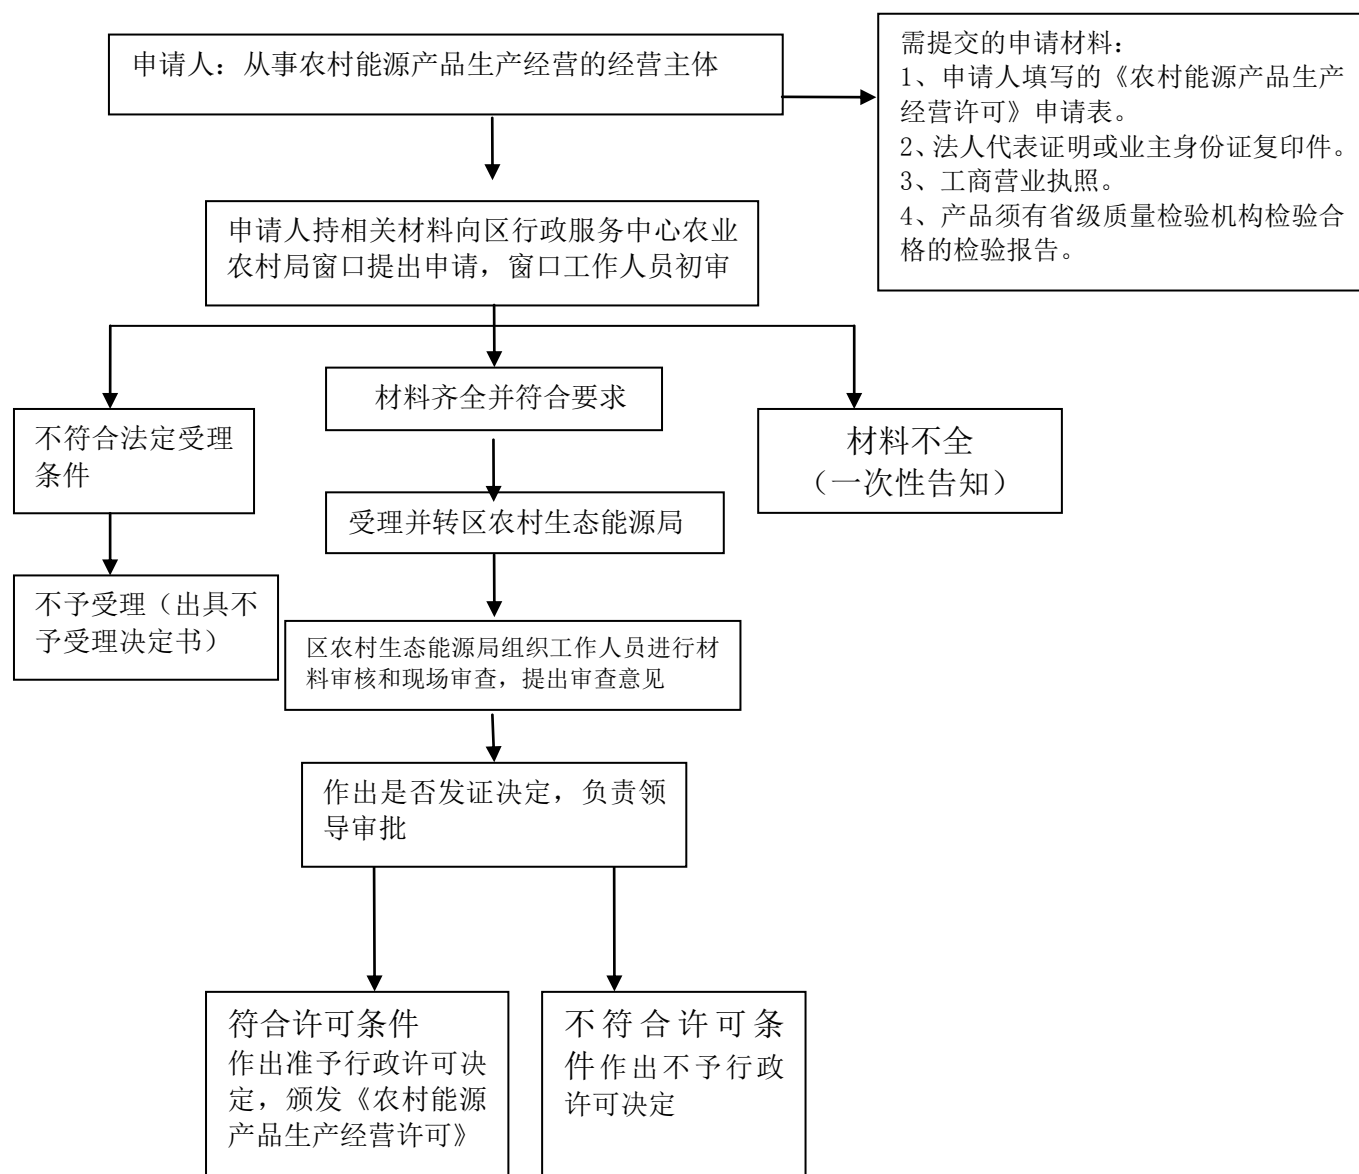 申请人：从事农村能源产品生产经营的经营主体
需提交的申请材料：
1、申请人填写的《农村能源产品生产
经营许可》申请表。
2、法人代表证明或业主身份证复印件。
3、工商营业执照。
4、产品须有省级质量检验机构检验合
格的检验报告。
申请人持相关材料向区行政服务中心农业
农村局窗口提出申请，窗口工作人员初审
不符合法定受理
条件
材料齐全并符合要求
材料不全
（一次性告知）
受理并转区农村生态能源局
不予受理（出具不
予受理决定书）
区农村生态能源局组织工作人员进行材
料审核和现场审查，提出审查意见
作出是否发证决定，负责领
导审批
符合许可条件
作出准予行政许可决
定，颁发《农村能源
产品生产经营许可》
不符合许可条
件作出不予行政
许可决定